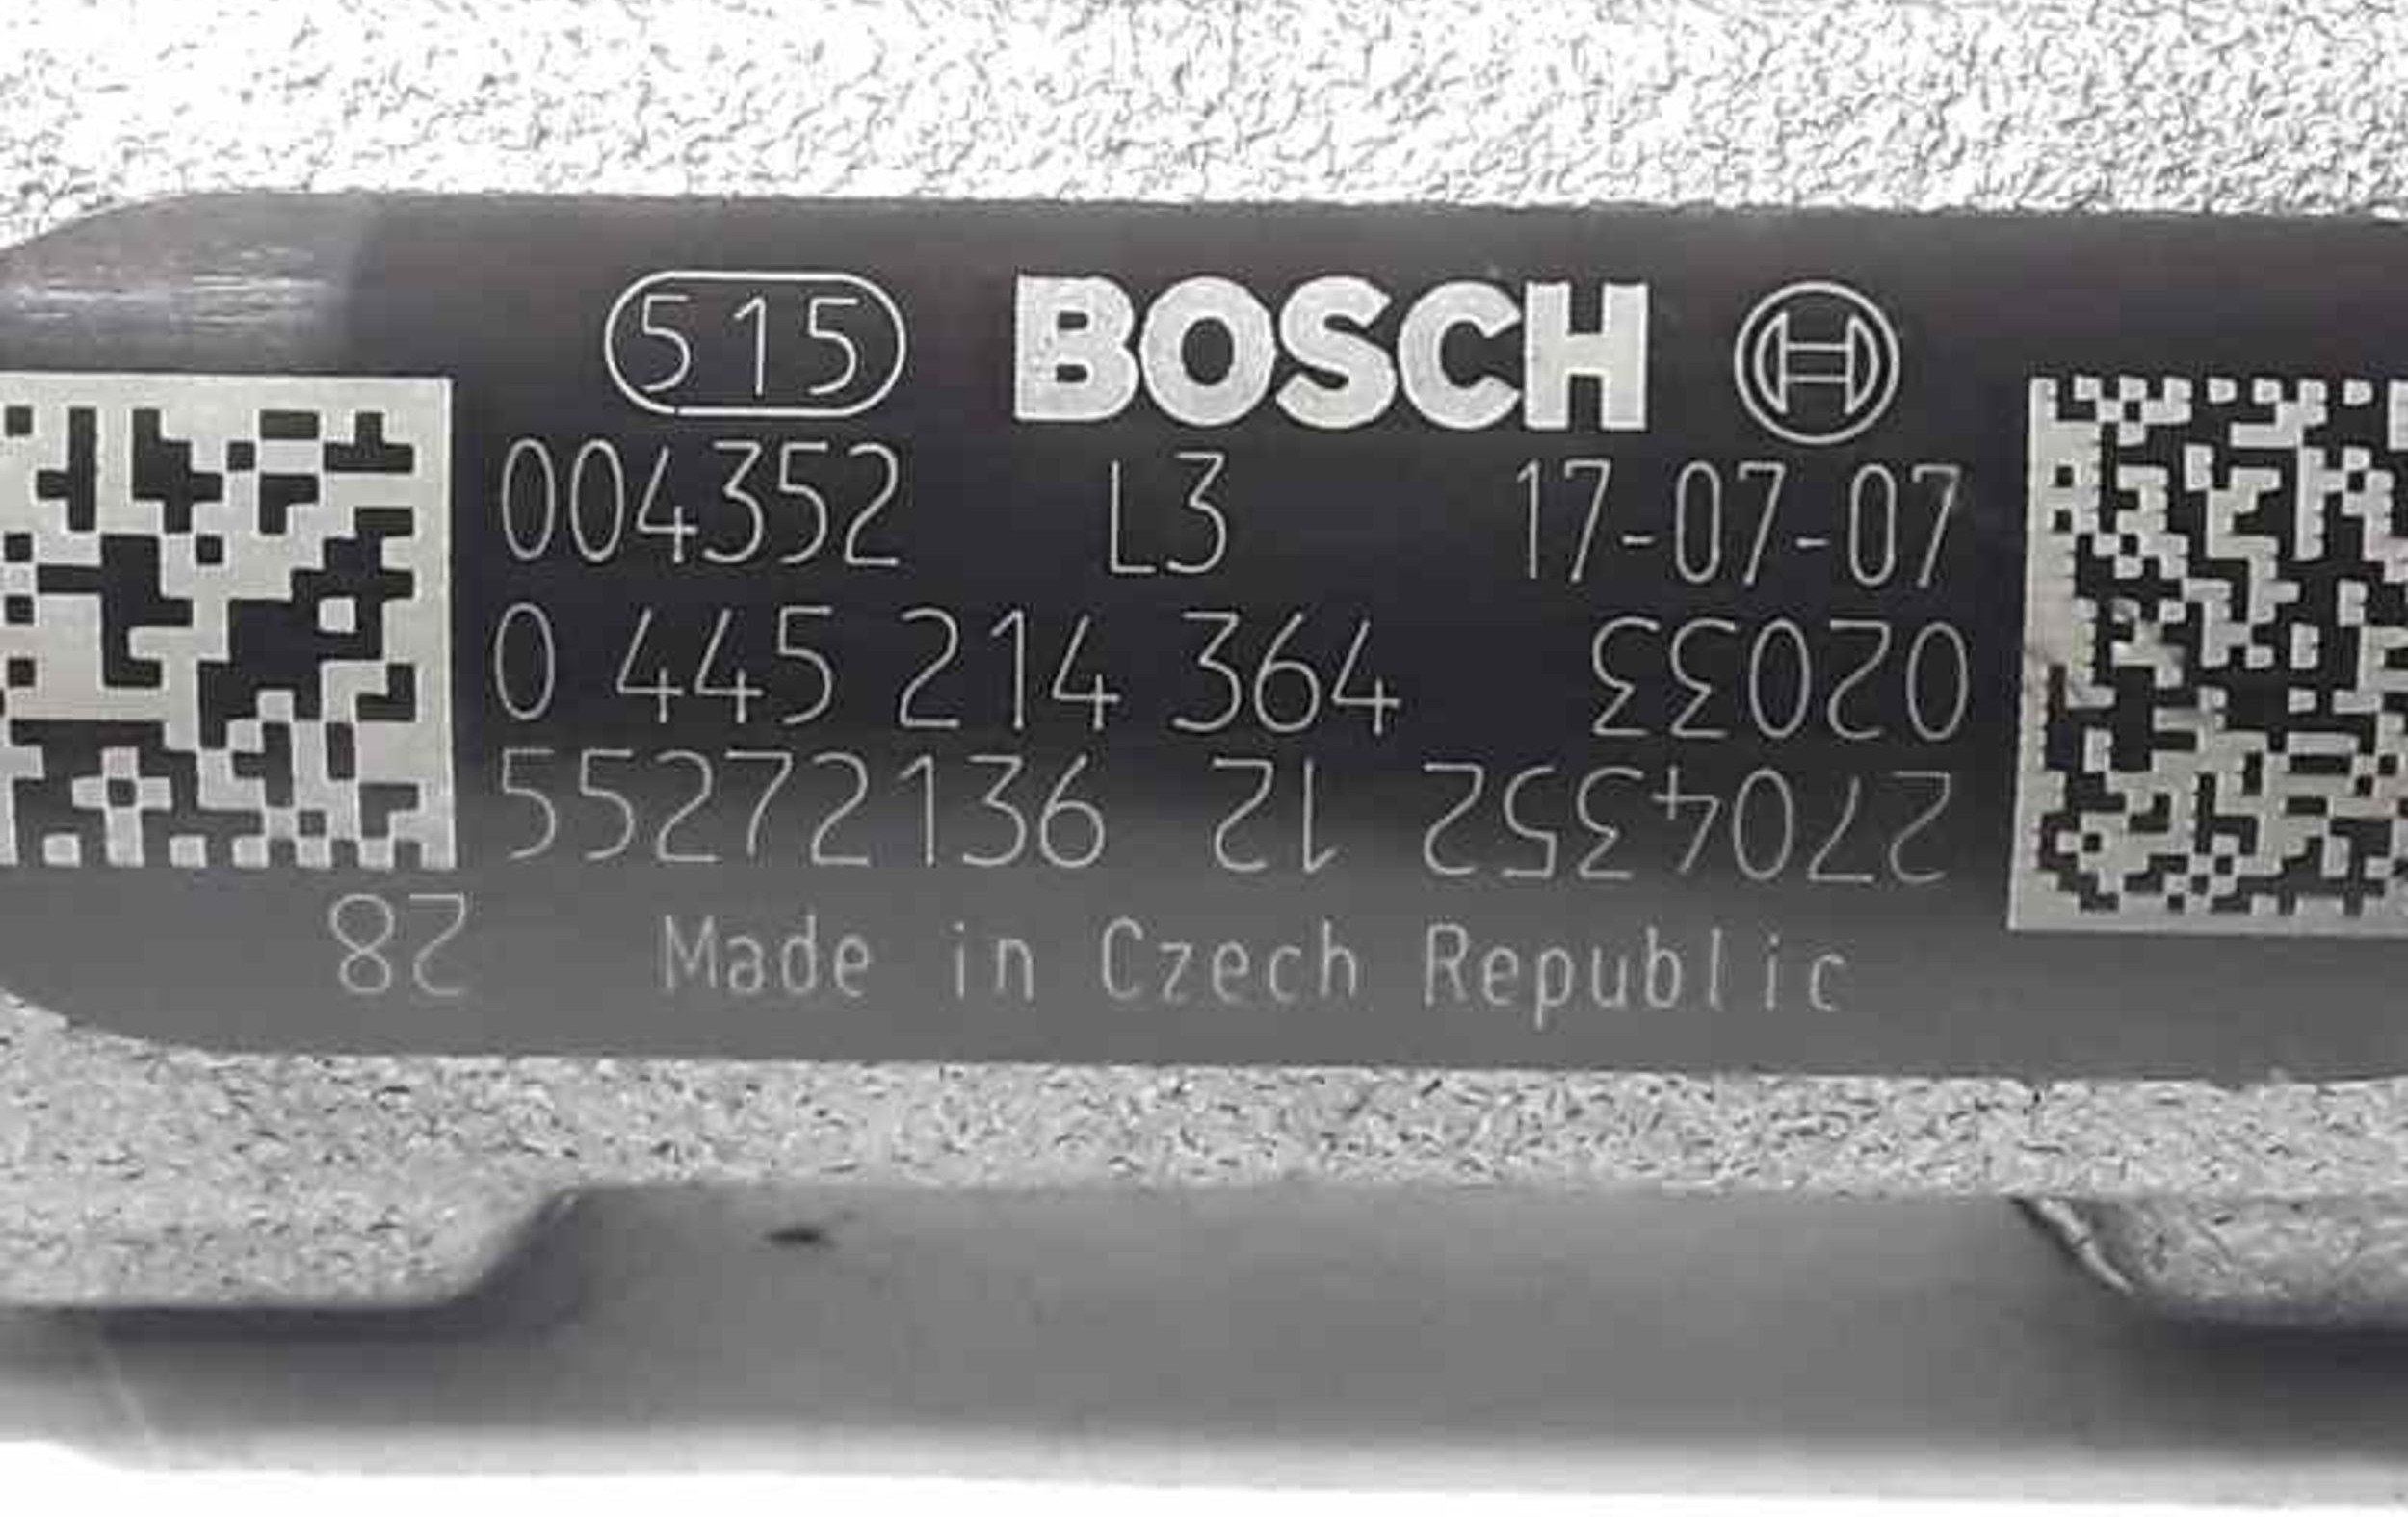 515 BOSCH
004352 L3 17-07-07
0 445 214 364 02033
55272136 2704352 12
28
Made in Czech Republic